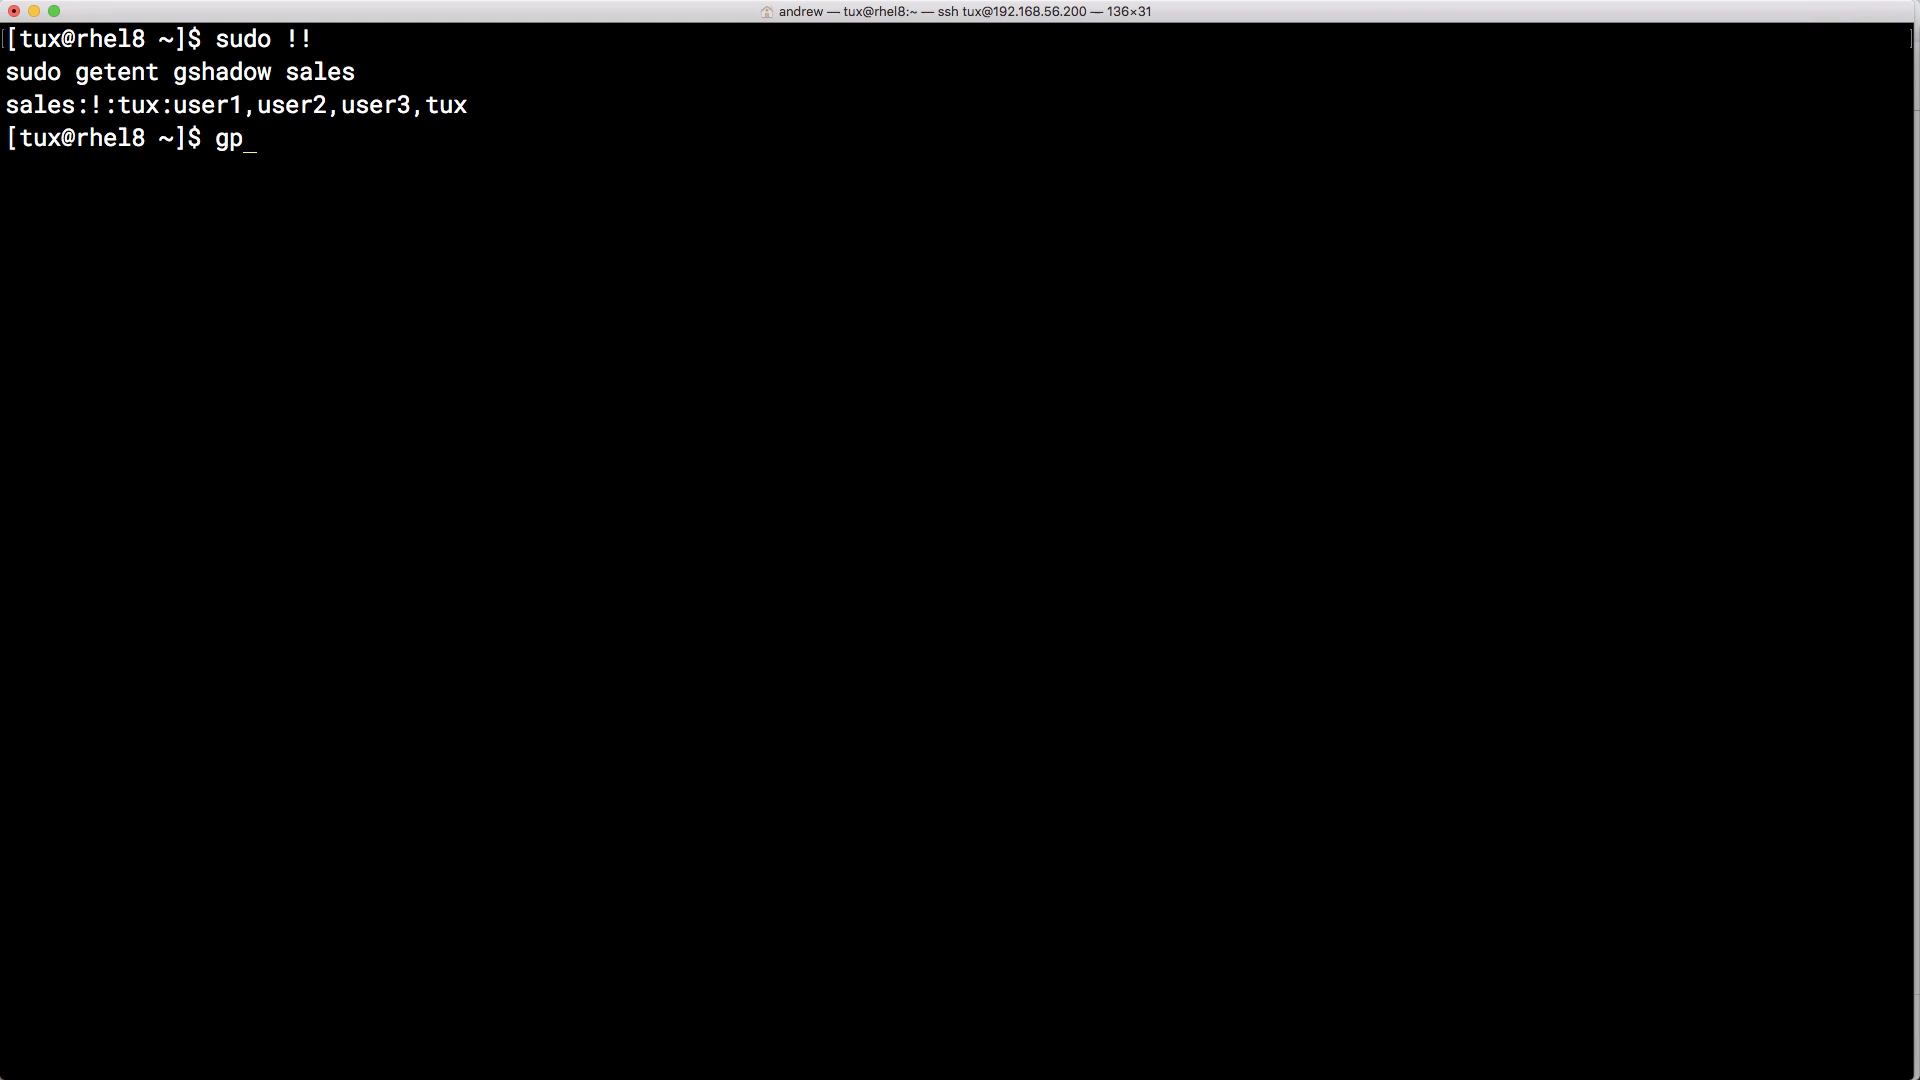 andrew — tux@rhel8:~ — ssh tux@192.168.56.200 — 136×31
[tux@rhel8 ~]$ sudo !!
sudo getent gshadow sales
sales:!:tux:user1,user2,user3,tux
[tux@rhel8 ~]$ gp_